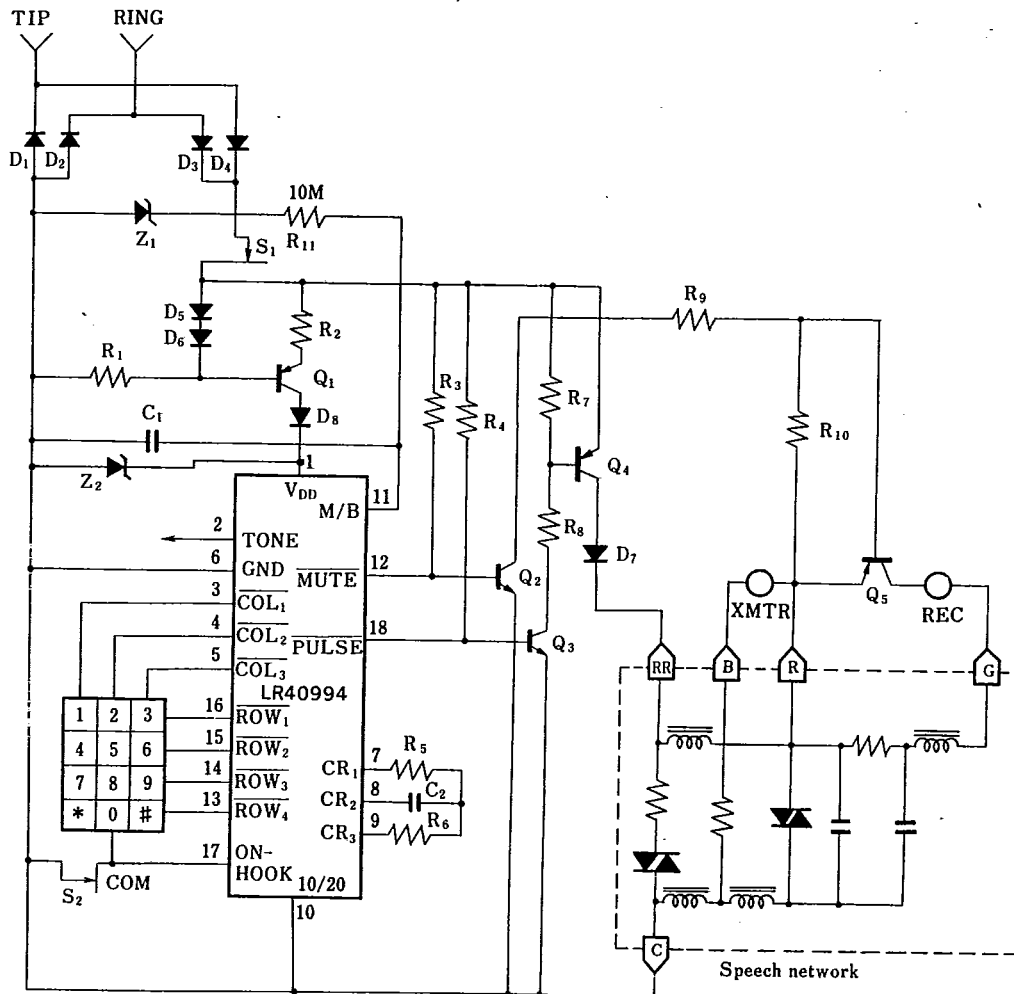 TIP RING
D1 D2 D3 D4
10M
Z1 R11 S1
D5
D6 R2 R9
R1 Q1 R3 R7
D8 R4 R10
C1
Z2 1 Q4
VDD 11
M/B R8
2 TONE D7
6 GND 12
MUTE Q2
3 COL1 XMTR Q5 REC
4 COL2 18
PULSE Q3
5 COL3 RR B R G
LR40994
1 2 3 16 ROW1
4 5 6 15 ROW2 7 R5
7 8 9 14 ROW3 CR1
* 0 # 13 ROW4 CR2 8 C2
CR3 9 R6
17 ON-
HOOK
S2 COM 10/20
10
C
Speech network